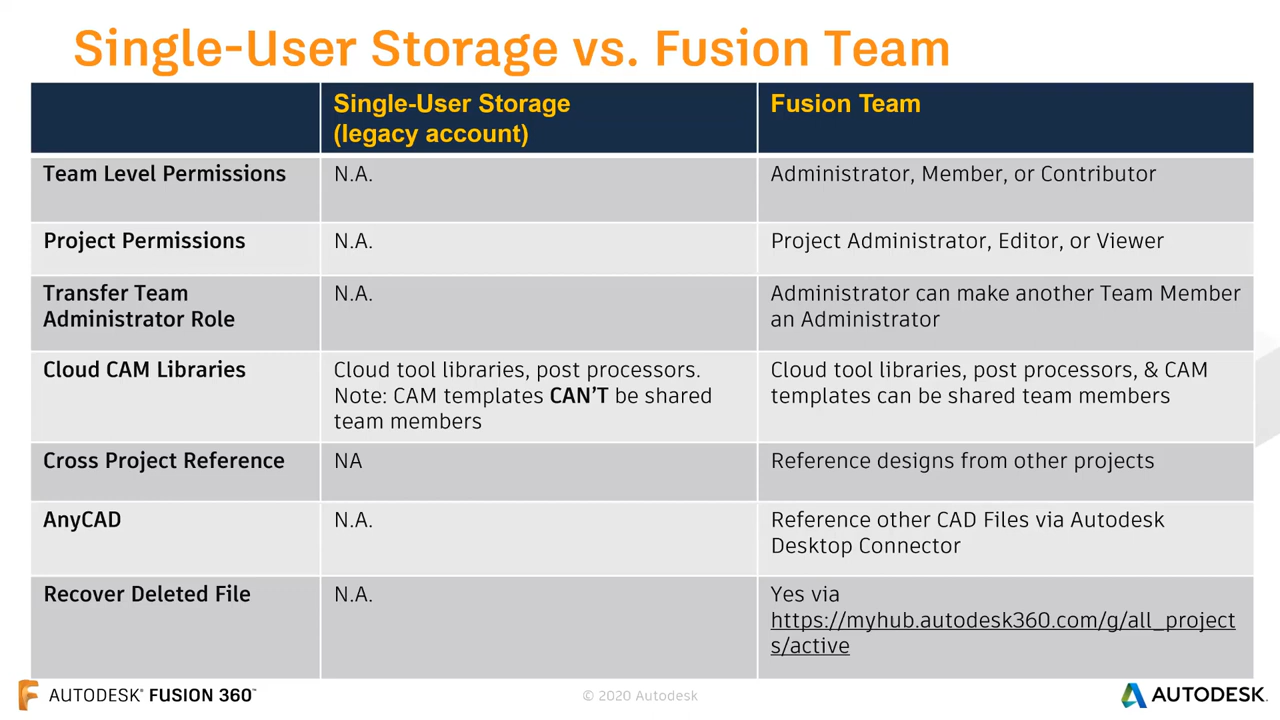 Single-User Storage vs. Fusion Team
Single-User Storage
(legacy account)
Fusion Team
Team Level Permissions
N.A.
Administrator, Member, or Contributor
Project Permissions
N.A.
Project Administrator, Editor, or Viewer
Transfer Team
Administrator Role
N.A.
Administrator can make another Team Member
an Administrator
Cloud CAM Libraries
Cloud tool libraries, post processors.
Note: CAM templates CAN’T be shared
team members
Cloud tool libraries, post processors, & CAM
templates can be shared team members
Cross Project Reference
NA
Reference designs from other projects
AnyCAD
N.A.
Reference other CAD Files via Autodesk
Desktop Connector
Recover Deleted File
N.A.
Yes via
https://myhub.autodesk360.com/g/all_project
s/active
AUTODESK® FUSION 360™
© 2020 Autodesk
AUTODESK.